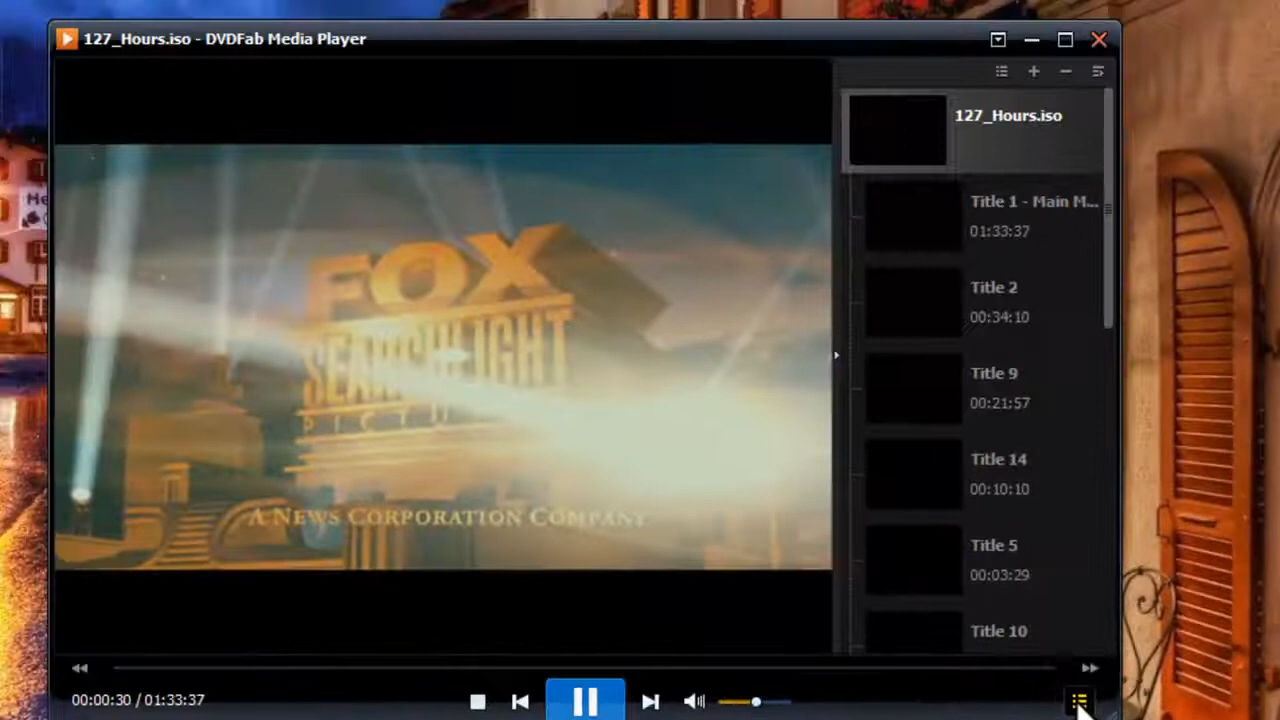 127_Hours.iso - DVDFab Media Player
127_Hours.iso
Title 1 - Main M...
01:33:37
Title 2
00:34:10
Title 9
00:21:57
Title 14
00:10:10
Title 5
00:03:29
Title 10
FOX
SEARCHLIGHT
A NEWS CORPORATION COMPANY
00:00:30 / 01:33:37